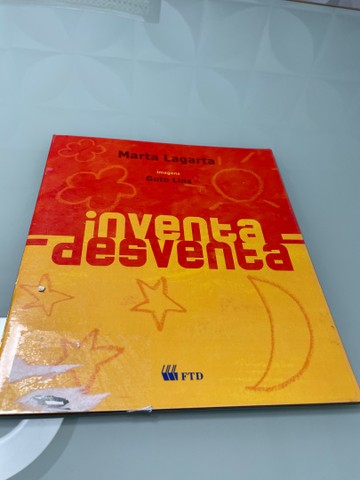 Marta Lagarta
imagens
Guto Lins
inventa
desventa
FTD